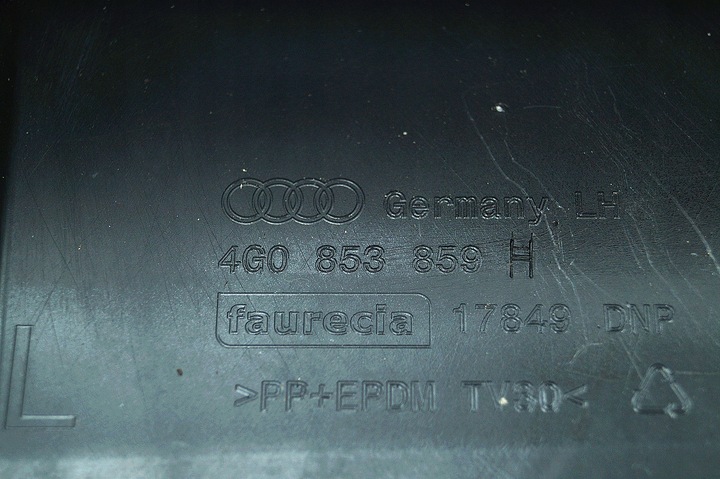 Germany LH
4G0 853 859 H
faurecia 17849 DNP
>PP+EPDM TV30<
L